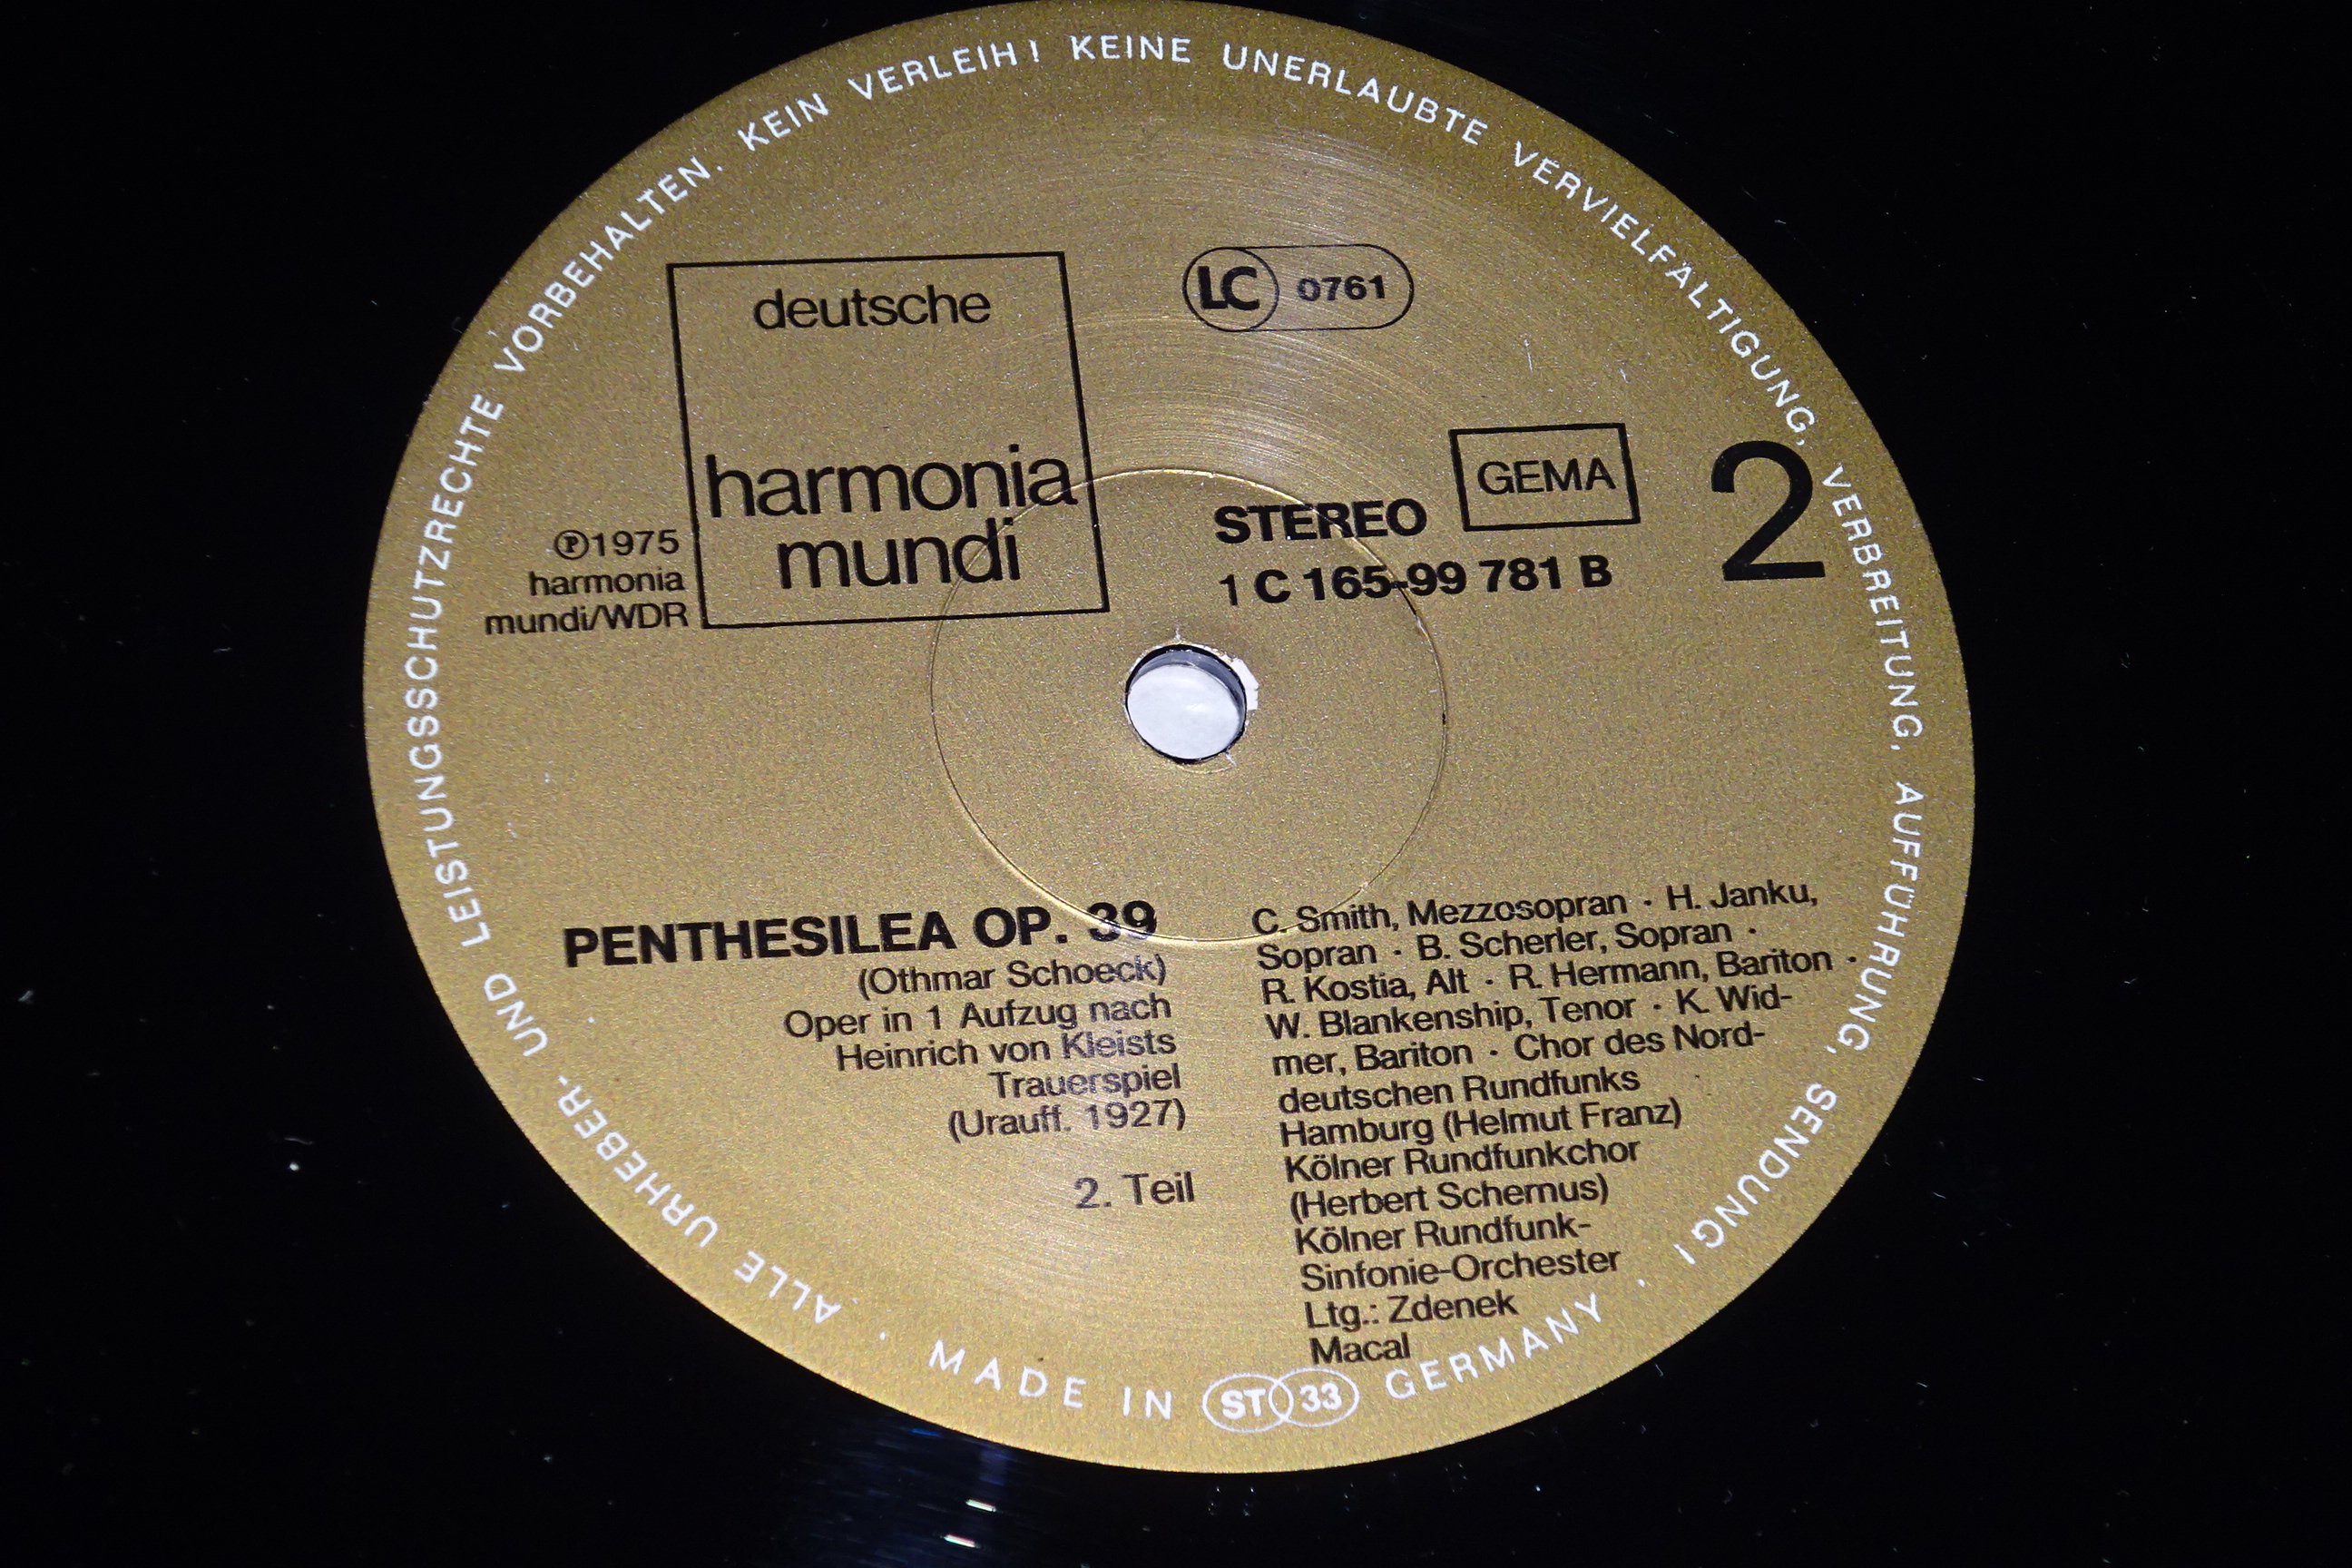 ALLE URHEBER- UND LEISTUNGSSCHUTZRECHTE VORBEHALTEN. KEIN VERLEIH! KEINE UNERLAUBTE VERVIELFÄLTIGUNG, VERBREITUNG, AUFFÜHRUNG, SENDUNG!
deutsche
harmonia
mundi
LC 0761
Ⓟ1975
harmonia
mundi/WDR
GEMA
STEREO
1 C 165-99 781 B
2
PENTHESILEA OP. 39
(Othmar Schoeck)
Oper in 1 Aufzug nach
Heinrich von Kleists
Trauerspiel
(Urauff. 1927)
2. Teil
C. Smith, Mezzosopran · H. Janku,
Sopran · B. Scherler, Sopran ·
R. Kostia, Alt · R. Hermann, Bariton ·
W. Blankenship, Tenor · K. Wid-
mer, Bariton · Chor des Nord-
deutschen Rundfunks
Hamburg (Helmut Franz)
Kölner Rundfunkchor
(Herbert Schernus)
Kölner Rundfunk-
Sinfonie-Orchester
Ltg.: Zdenek
Macal
· MADE IN ST 33 GERMANY ·